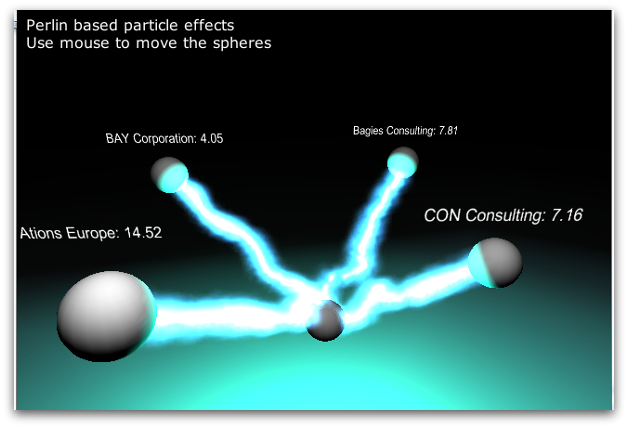 Perlin based particle effects
Use mouse to move the spheres
BAY Corporation: 4.05
Bagies Consulting: 7.81
CON Consulting: 7.16
Ations Europe: 14.52